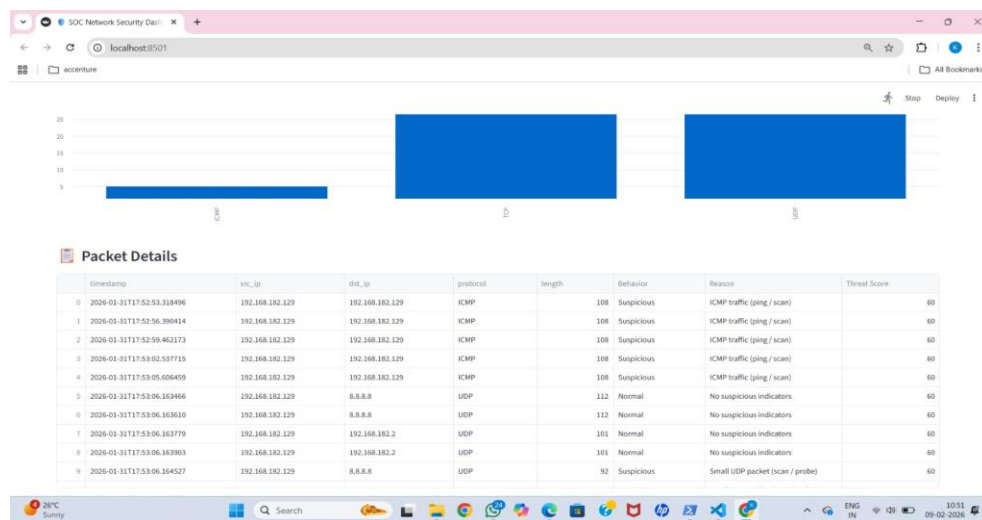 SOC Network Security Dash
localhost:8501
accenture
All Bookmarks
Stop Deploy
25
20
15
10
5
ICMP TCP UDP
Packet Details
timestamp src_ip dst_ip protocol length Behavior Reason Threat Score
0 2026-01-31T17:52:53.318496 192.168.182.129 192.168.182.129 ICMP 108 Suspicious ICMP traffic (ping / scan) 60
1 2026-01-31T17:52:56.390414 192.168.182.129 192.168.182.129 ICMP 108 Suspicious ICMP traffic (ping / scan) 60
2 2026-01-31T17:52:59.462173 192.168.182.129 192.168.182.129 ICMP 108 Suspicious ICMP traffic (ping / scan) 60
3 2026-01-31T17:53:02.537715 192.168.182.129 192.168.182.129 ICMP 108 Suspicious ICMP traffic (ping / scan) 60
4 2026-01-31T17:53:05.606459 192.168.182.129 192.168.182.129 ICMP 108 Suspicious ICMP traffic (ping / scan) 60
5 2026-01-31T17:53:06.163466 192.168.182.129 8.8.8.8 UDP 112 Normal No suspicious indicators 60
6 2026-01-31T17:53:06.163610 192.168.182.129 8.8.8.8 UDP 112 Normal No suspicious indicators 60
7 2026-01-31T17:53:06.163779 192.168.182.129 192.168.182.2 UDP 101 Normal No suspicious indicators 60
8 2026-01-31T17:53:06.163903 192.168.182.129 192.168.182.2 UDP 101 Normal No suspicious indicators 60
9 2026-01-31T17:53:06.164527 192.168.182.129 8.8.8.8 UDP 92 Suspicious Small UDP packet (scan / probe) 60
26°C
Sunny
Search
24
ENG
IN
10:51
09-02-2026